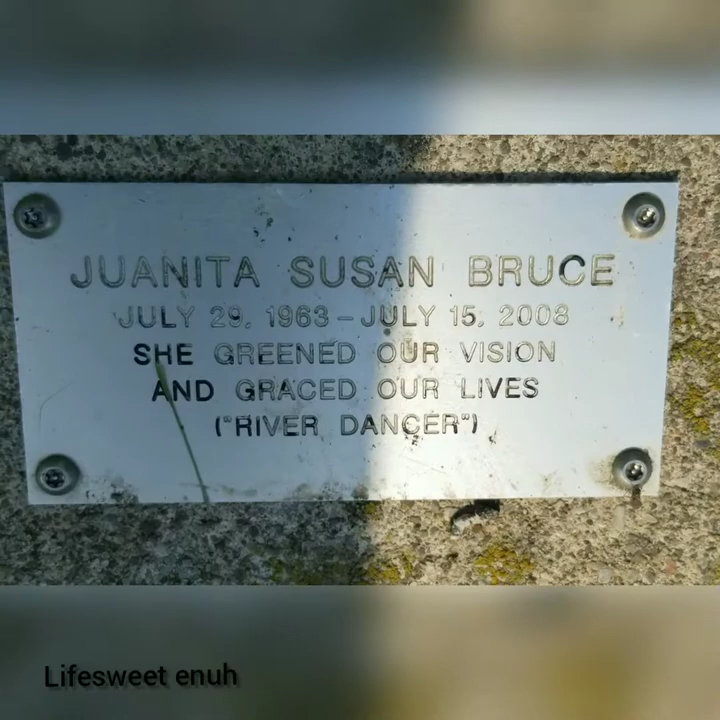 JUANITA SUSAN BRUCE
JULY 29, 1963 – JULY 15, 2008
SHE GREENED OUR VISION
AND GRACED OUR LIVES
("RIVER DANCER")
Lifesweet enuh